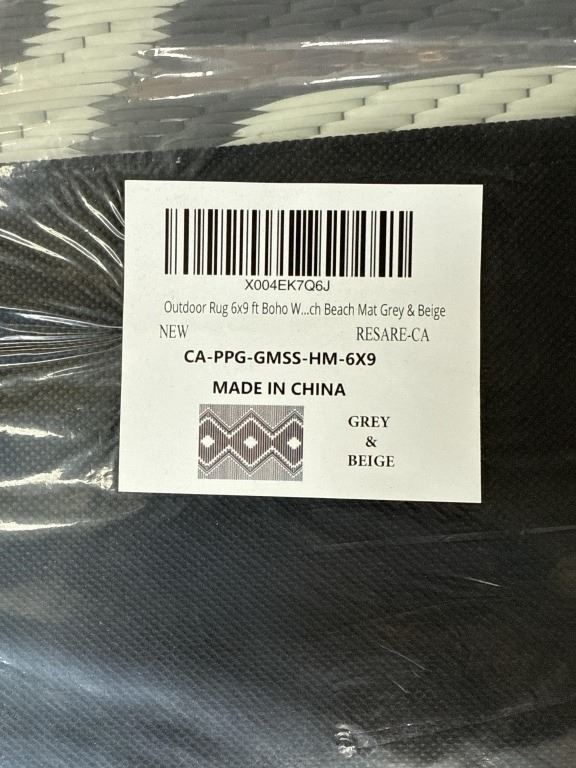 X004EK7Q6J
Outdoor Rug 6x9 ft Boho W...ch Beach Mat Grey & Beige
NEW RESARE-CA
CA-PPG-GMSS-HM-6X9
MADE IN CHINA
GREY
&
BEIGE